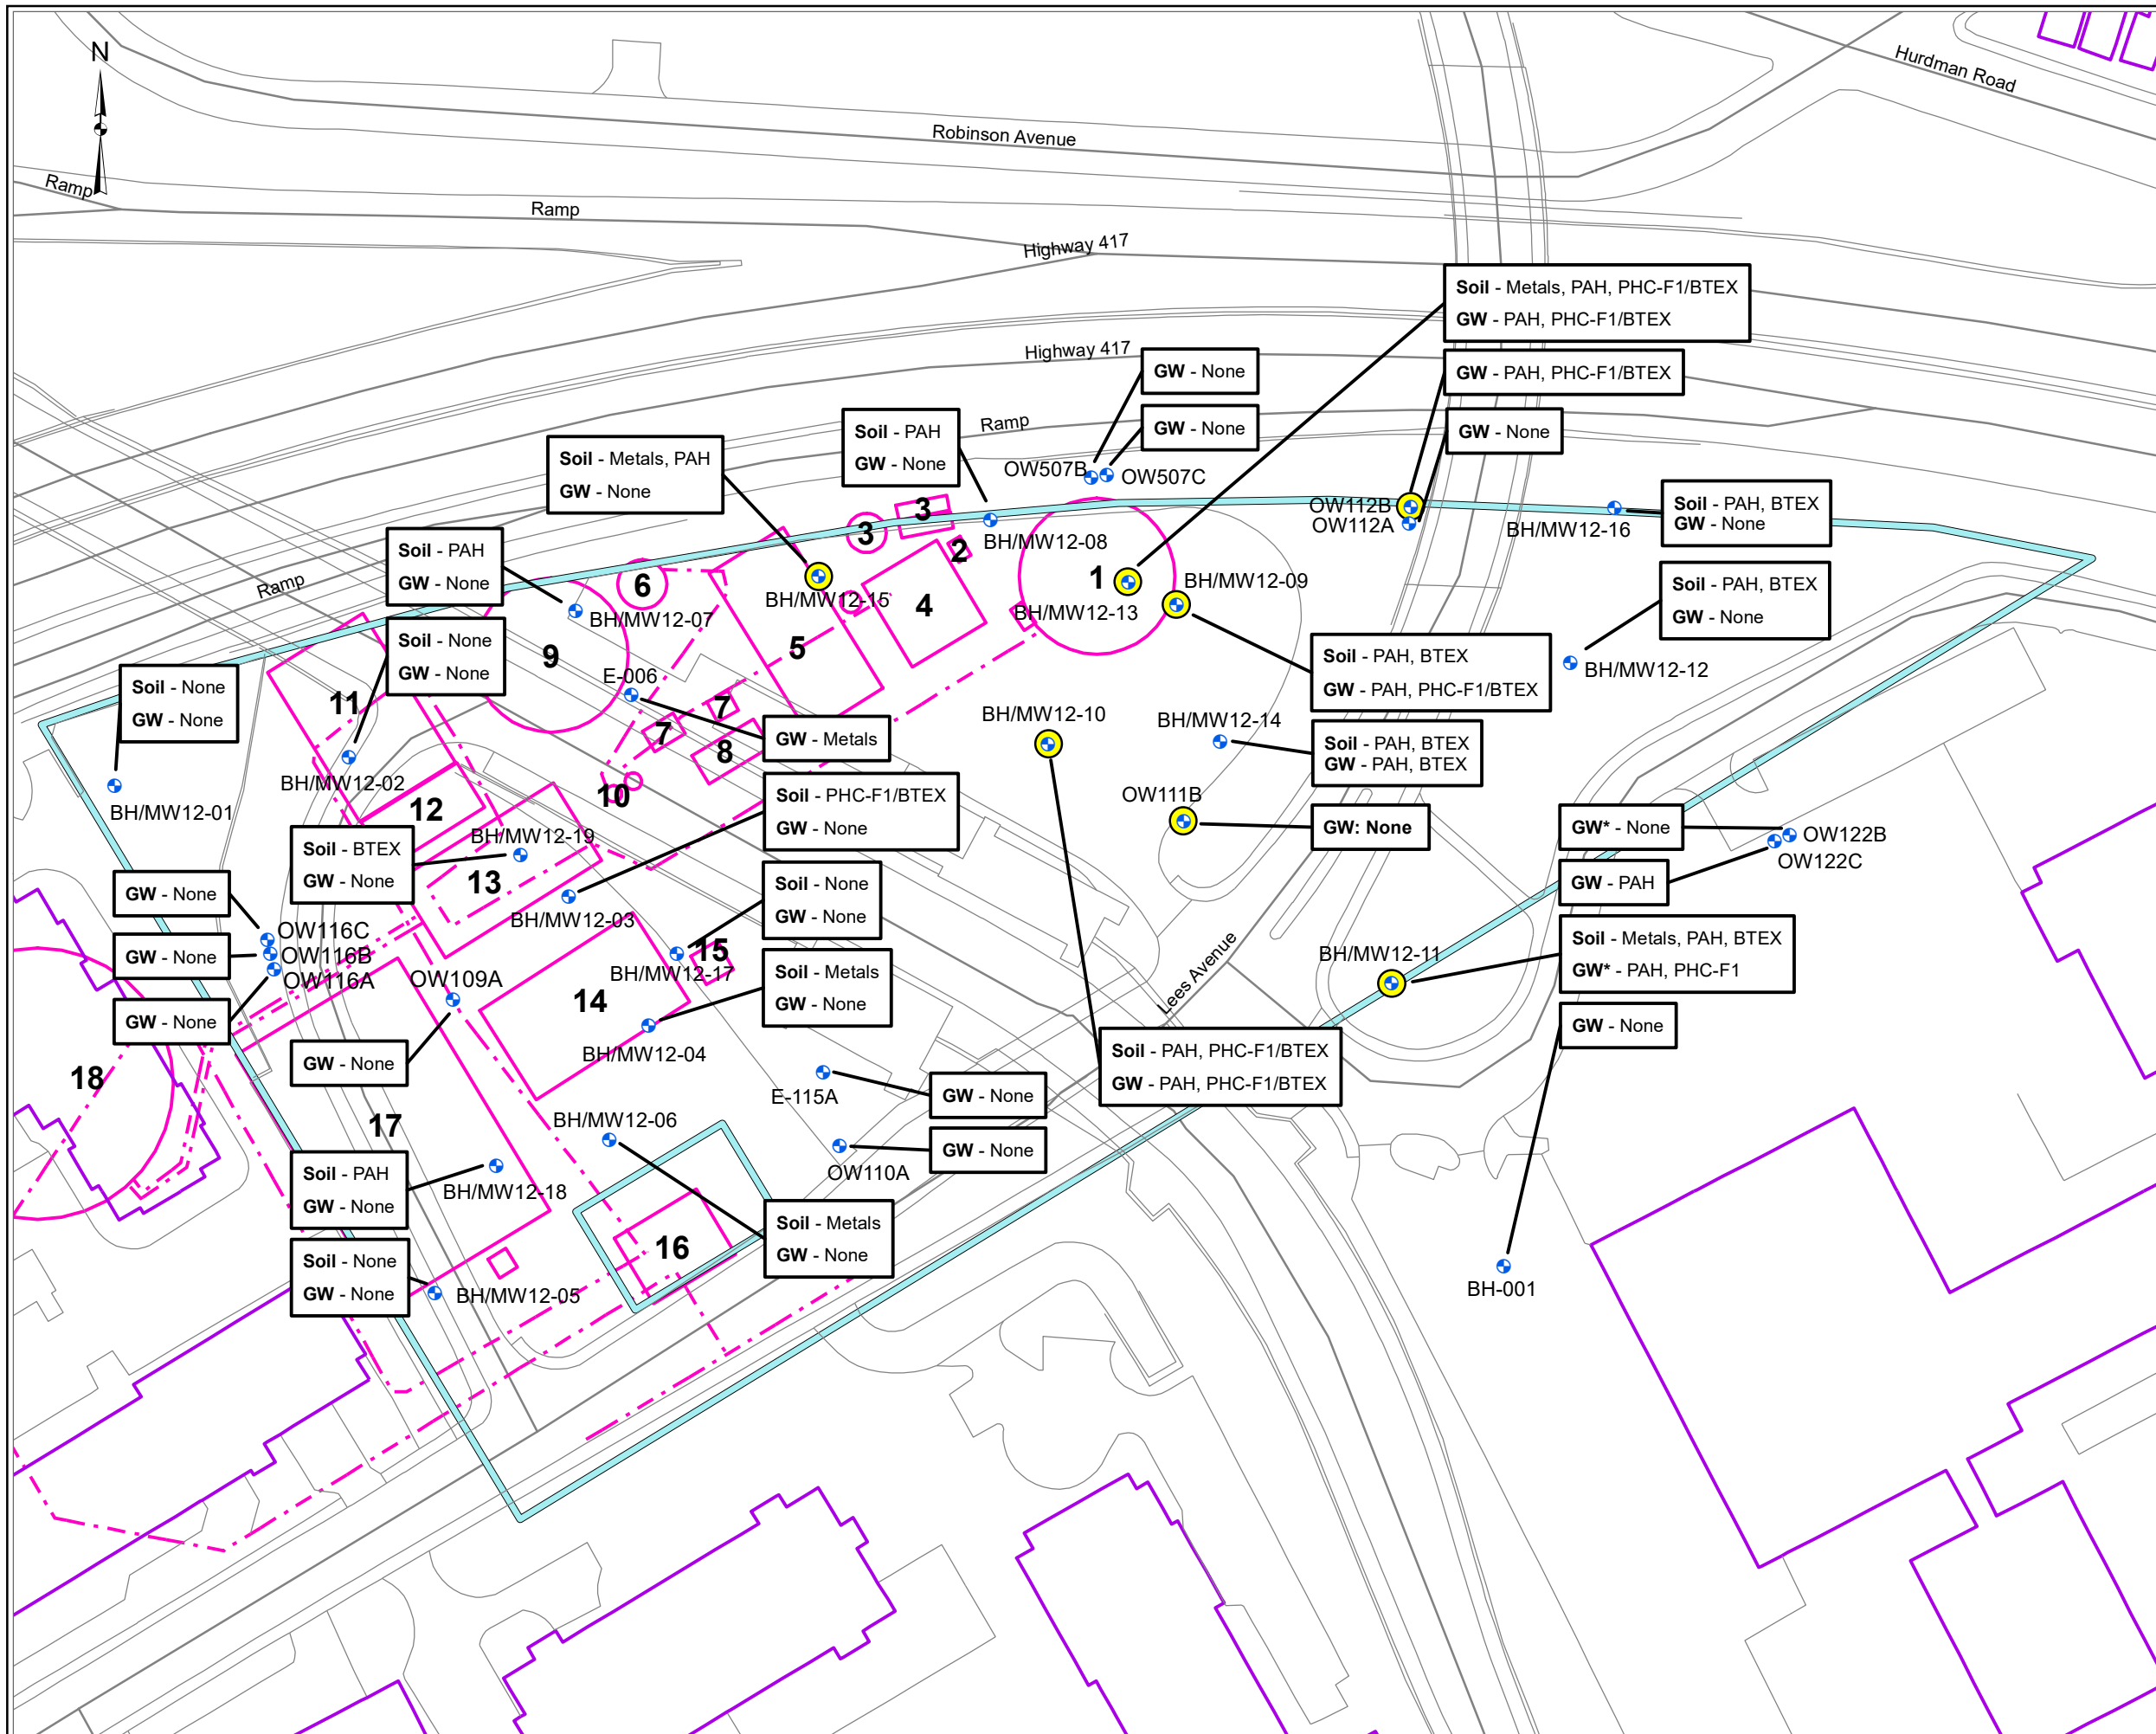 N
Hurdman Road
Robinson Avenue
Ramp
Ramp
Highway 417
Soil - Metals, PAH, PHC-F1/BTEX
GW - PAH, PHC-F1/BTEX
Highway 417
GW - None
GW - PAH, PHC-F1/BTEX
GW - None
Ramp
GW - None
Soil - PAH
GW - None
Soil - Metals, PAH
GW - None
OW507B
OW507C
OW112B
OW112A
BH/MW12-16
Soil - PAH, BTEX
GW - None
3
3
2
BH/MW12-08
Soil - PAH
GW - None
Ramp
6
BH/MW12-07
BH/MW12-15
4
1
BH/MW12-13
BH/MW12-09
Soil - PAH, BTEX
GW - None
BH/MW12-12
Soil - None
GW - None
9
5
Soil - PAH, BTEX
GW - PAH, PHC-F1/BTEX
Soil - None
GW - None
11
E-006
7
7
8
GW - Metals
BH/MW12-10
BH/MW12-14
Soil - PAH, BTEX
GW - PAH, BTEX
BH/MW12-02
BH/MW12-01
10
12
Soil - PHC-F1/BTEX
GW - None
OW111B
GW: None
GW* - None
OW122B
OW122C
GW - PAH
BH/MW12-19
Soil - BTEX
GW - None
13
BH/MW12-03
Soil - None
GW - None
GW - None
OW116C
GW - None
OW116B
OW116A
GW - None
OW109A
15
BH/MW12-17
14
Soil - Metals
GW - None
Lees Avenue
BH/MW12-11
Soil - Metals, PAH, BTEX
GW* - PAH, PHC-F1
GW - None
GW - None
BH/MW12-04
Soil - PAH, PHC-F1/BTEX
GW - PAH, PHC-F1/BTEX
18
E-115A
GW - None
17
BH/MW12-06
OW110A
GW - None
Soil - PAH
GW - None
BH/MW12-18
Soil - Metals
GW - None
16
Soil - None
GW - None
BH/MW12-05
BH-001